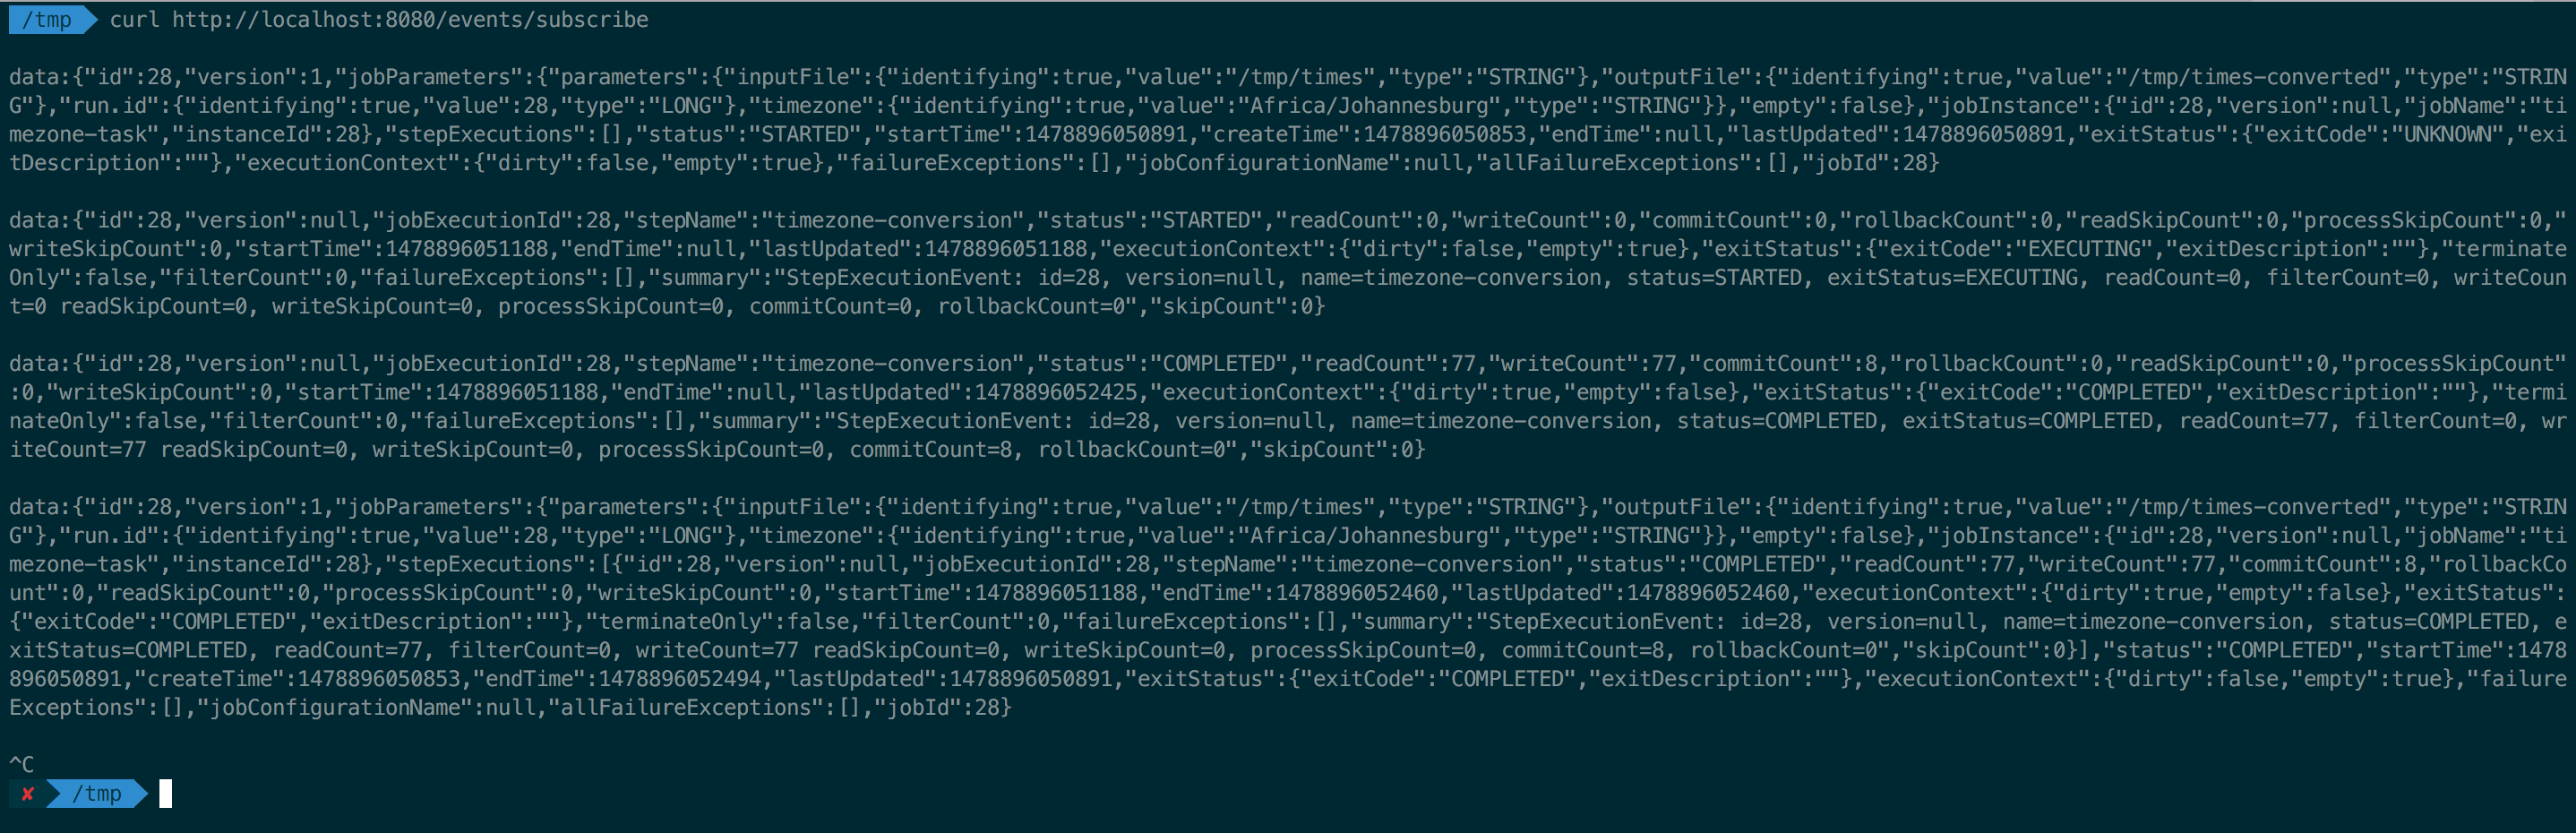 /tmp curl http://localhost:8080/events/subscribe
data:{"id":28,"version":1,"jobParameters":{"parameters":{"inputFile":{"identifying":true,"value":"/tmp/times","type":"STRING"},"outputFile":{"identifying":true,"value":"/tmp/times-converted","type":"STRIN
G"},"run.id":{"identifying":true,"value":28,"type":"LONG"},"timezone":{"identifying":true,"value":"Africa/Johannesburg","type":"STRING"}},"empty":false},"jobInstance":{"id":28,"version":null,"jobName":"ti
mezone-task","instanceId":28},"stepExecutions":[],"status":"STARTED","startTime":1478896050891,"createTime":1478896050853,"endTime":null,"lastUpdated":1478896050891,"exitStatus":{"exitCode":"UNKNOWN","exi
tDescription":""},"executionContext":{"dirty":false,"empty":true},"failureExceptions":[],"jobConfigurationName":null,"allFailureExceptions":[],"jobId":28}
data:{"id":28,"version":null,"jobExecutionId":28,"stepName":"timezone-conversion","status":"STARTED","readCount":0,"writeCount":0,"commitCount":0,"rollbackCount":0,"readSkipCount":0,"processSkipCount":0,"
writeSkipCount":0,"startTime":1478896051188,"endTime":null,"lastUpdated":1478896051188,"executionContext":{"dirty":false,"empty":true},"exitStatus":{"exitCode":"EXECUTING","exitDescription":""},"terminate
Only":false,"filterCount":0,"failureExceptions":[],"summary":"StepExecutionEvent: id=28, version=null, name=timezone-conversion, status=STARTED, exitStatus=EXECUTING, readCount=0, filterCount=0, writeCoun
t=0 readSkipCount=0, writeSkipCount=0, processSkipCount=0, commitCount=0, rollbackCount=0","skipCount":0}
data:{"id":28,"version":null,"jobExecutionId":28,"stepName":"timezone-conversion","status":"COMPLETED","readCount":77,"writeCount":77,"commitCount":8,"rollbackCount":0,"readSkipCount":0,"processSkipCount"
:0,"writeSkipCount":0,"startTime":1478896051188,"endTime":null,"lastUpdated":1478896052425,"executionContext":{"dirty":true,"empty":false},"exitStatus":{"exitCode":"COMPLETED","exitDescription":""},"termi
nateOnly":false,"filterCount":0,"failureExceptions":[],"summary":"StepExecutionEvent: id=28, version=null, name=timezone-conversion, status=COMPLETED, exitStatus=COMPLETED, readCount=77, filterCount=0, wr
iteCount=77 readSkipCount=0, writeSkipCount=0, processSkipCount=0, commitCount=8, rollbackCount=0","skipCount":0}
data:{"id":28,"version":1,"jobParameters":{"parameters":{"inputFile":{"identifying":true,"value":"/tmp/times","type":"STRING"},"outputFile":{"identifying":true,"value":"/tmp/times-converted","type":"STRIN
G"},"run.id":{"identifying":true,"value":28,"type":"LONG"},"timezone":{"identifying":true,"value":"Africa/Johannesburg","type":"STRING"}},"empty":false},"jobInstance":{"id":28,"version":null,"jobName":"ti
mezone-task","instanceId":28},"stepExecutions":[{"id":28,"version":null,"jobExecutionId":28,"stepName":"timezone-conversion","status":"COMPLETED","readCount":77,"writeCount":77,"commitCount":8,"rollbackCo
unt":0,"readSkipCount":0,"processSkipCount":0,"writeSkipCount":0,"startTime":1478896051188,"endTime":1478896052460,"lastUpdated":1478896052460,"executionContext":{"dirty":true,"empty":false},"exitStatus":
{"exitCode":"COMPLETED","exitDescription":""},"terminateOnly":false,"filterCount":0,"failureExceptions":[],"summary":"StepExecutionEvent: id=28, version=null, name=timezone-conversion, status=COMPLETED, e
xitStatus=COMPLETED, readCount=77, filterCount=0, writeCount=77 readSkipCount=0, writeSkipCount=0, processSkipCount=0, commitCount=8, rollbackCount=0","skipCount":0}],"status":"COMPLETED","startTime":1478
896050891,"createTime":1478896050853,"endTime":1478896052494,"lastUpdated":1478896050891,"exitStatus":{"exitCode":"COMPLETED","exitDescription":""},"executionContext":{"dirty":false,"empty":true},"failure
Exceptions":[],"jobConfigurationName":null,"allFailureExceptions":[],"jobId":28}
^C
✘ /tmp